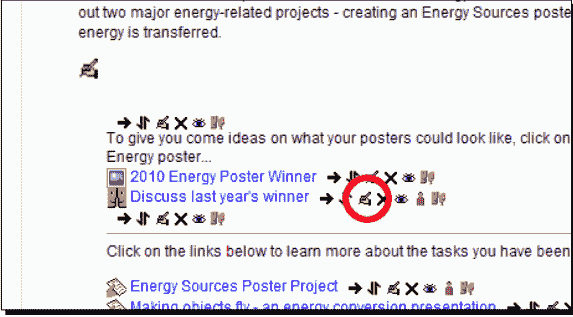 out two major energy-related projects - creating an Energy Sources poste
energy is transferred.
To give you come ideas on what your posters could look like, click on
Energy poster...
2010 Energy Poster Winner
Discuss last year's winner
Click on the links below to learn more about the tasks you have been
Energy Sources Poster Project
Making objects fly - an energy conversion presentation